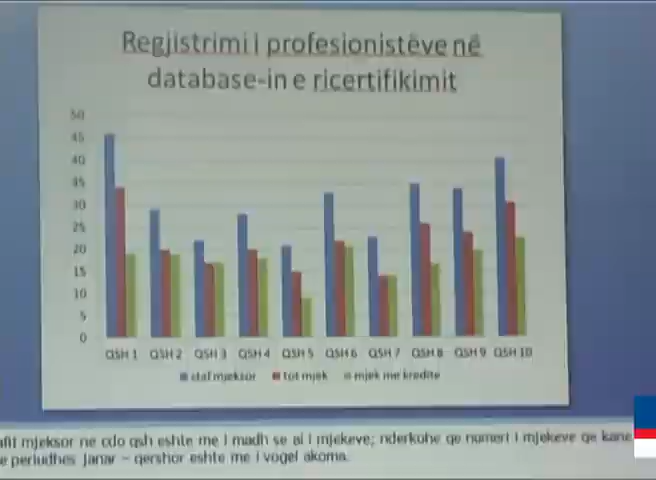 Regjistrimi i profesionistëve në
database-in e ricertifikimit
50
45
40
35
30
25
20
15
10
5
0
QSH 1 QSH 2 QSH 3 QSH 4 QSH 5 QSH 6 QSH 7 QSH 8 QSH 9 QSH 10
staf mjeksor tot mjek mjek me kredite
afit mjeksor ne cdo qsh eshte me i madh se ai i mjekeve; nderkohe qe numeri i mjekeve qe kane
e periudhes Janar – qershor eshte me i vogel akoma.